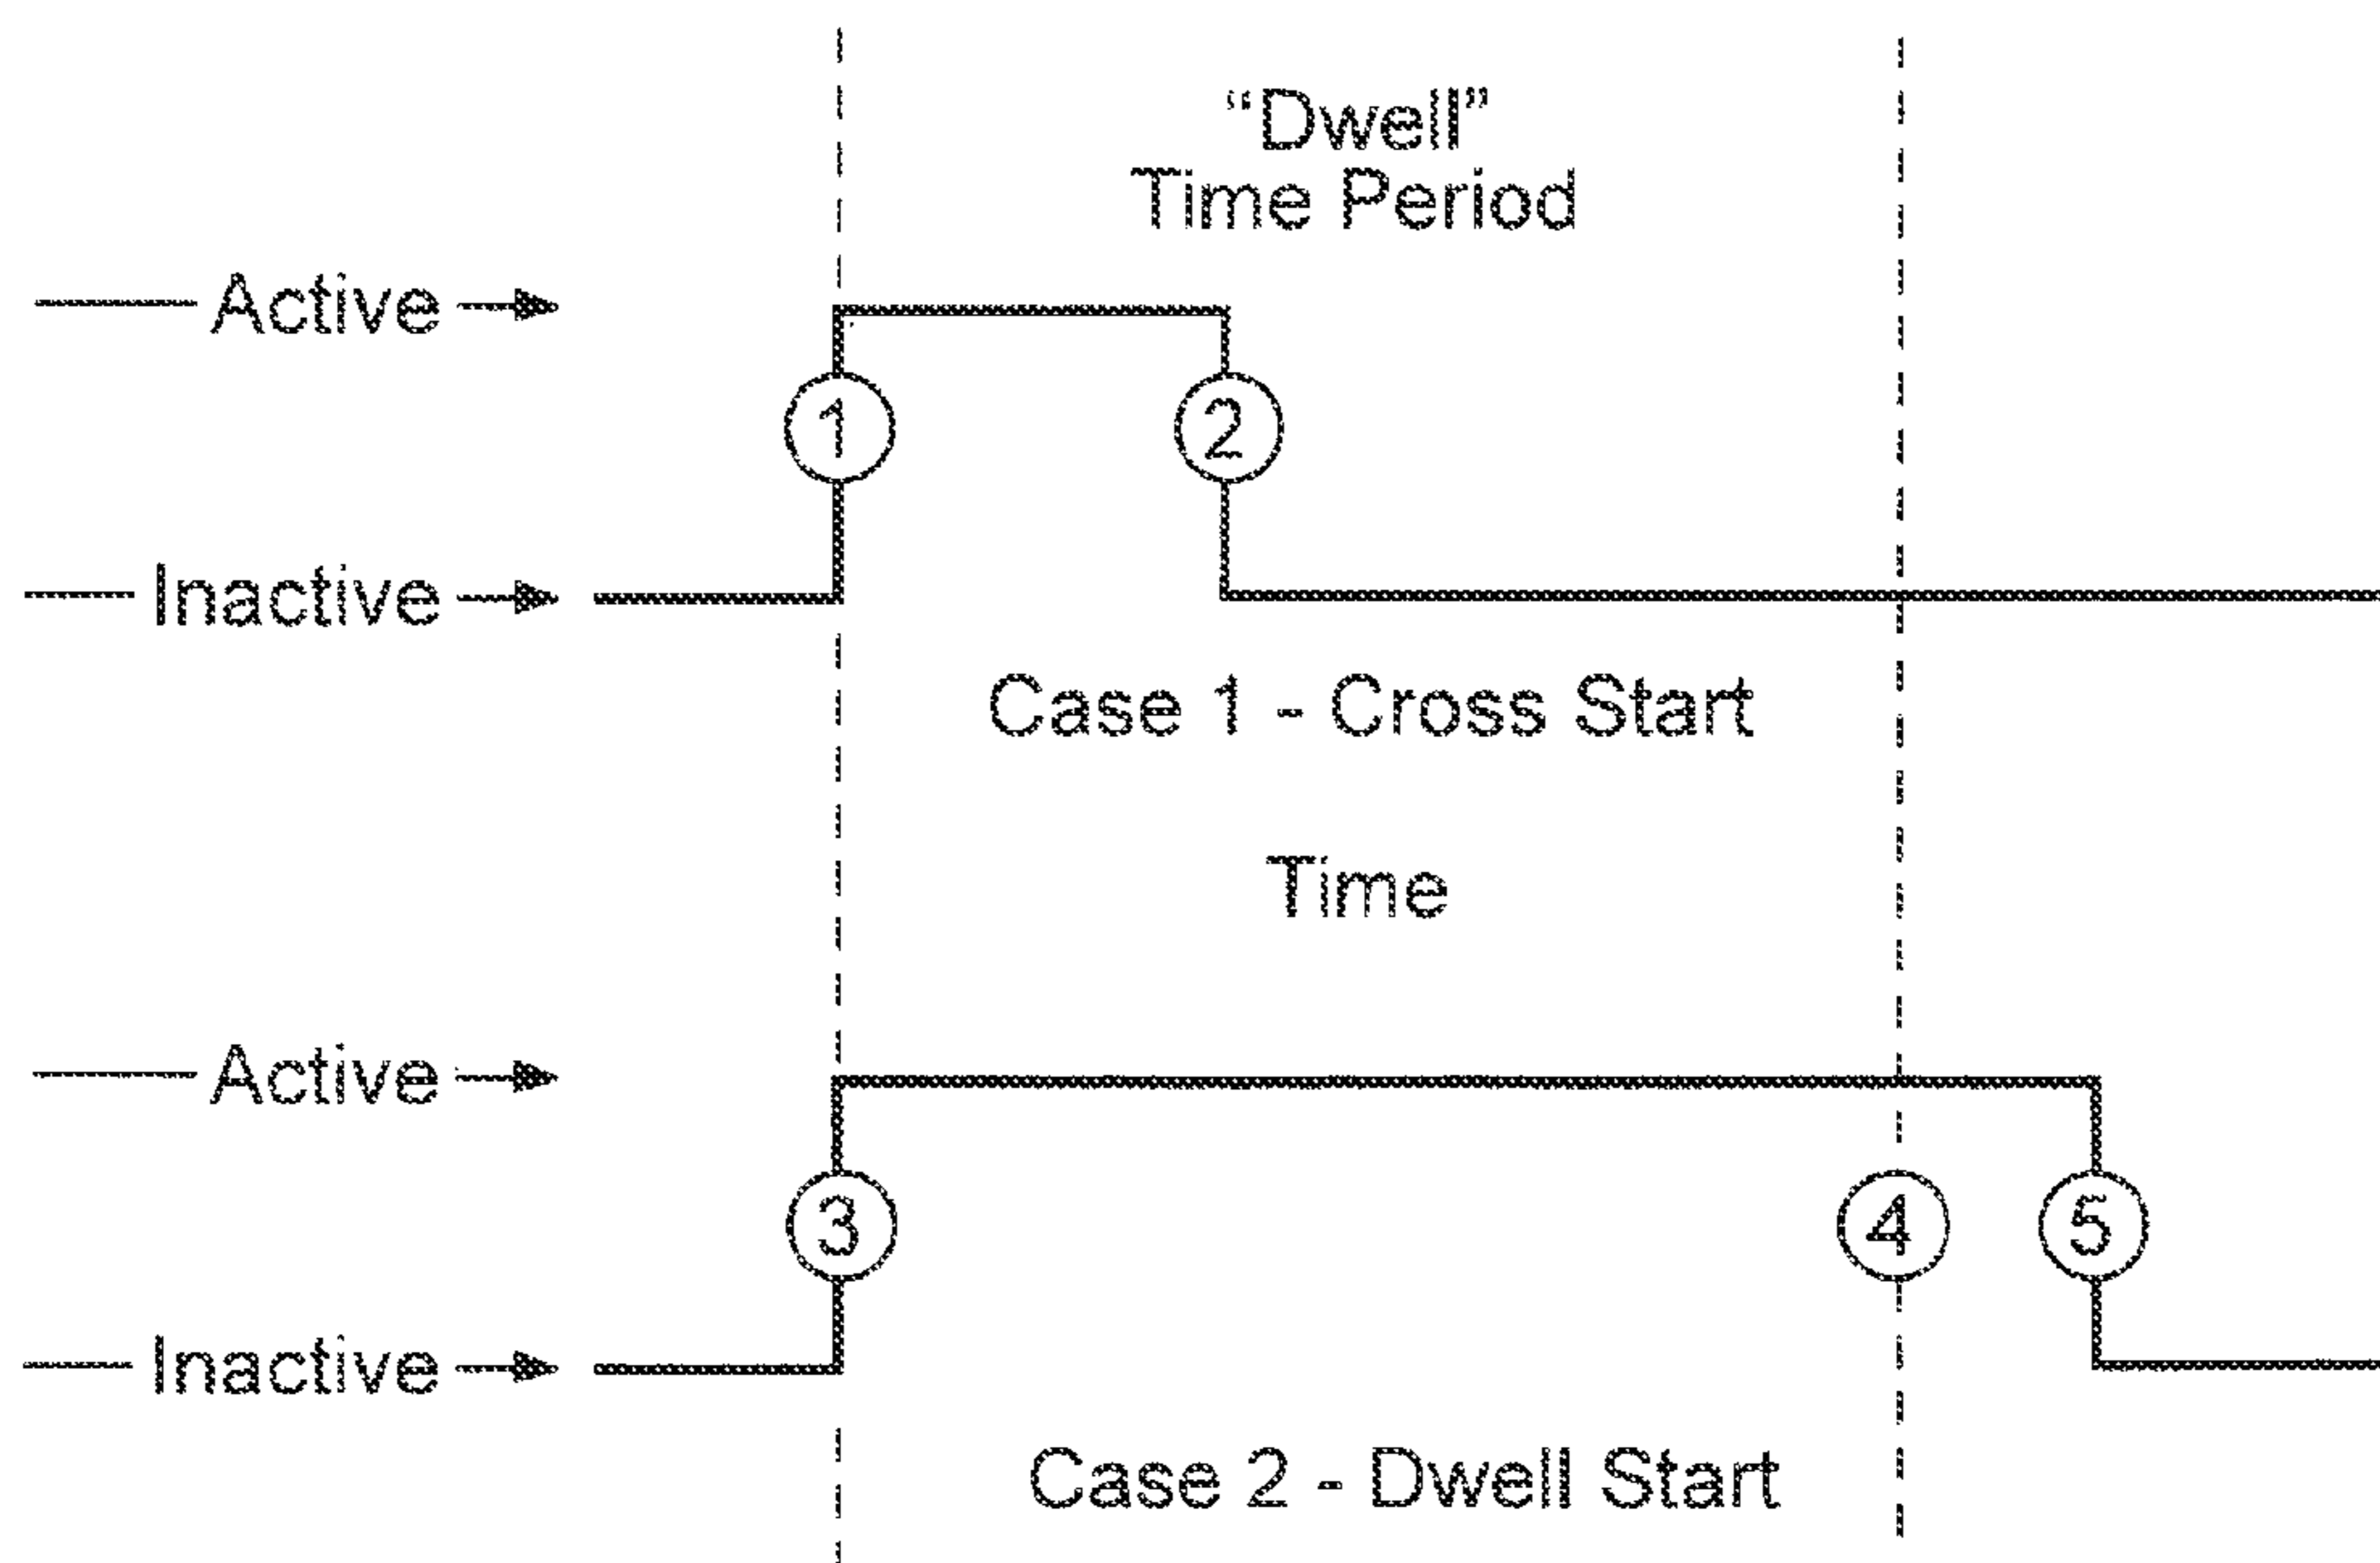 “Dwell”
Time Period
Active
1
2
Inactive
Case 1 - Cross Start
Time
Active
3
4
5
Inactive
Case 2 - Dwell Start